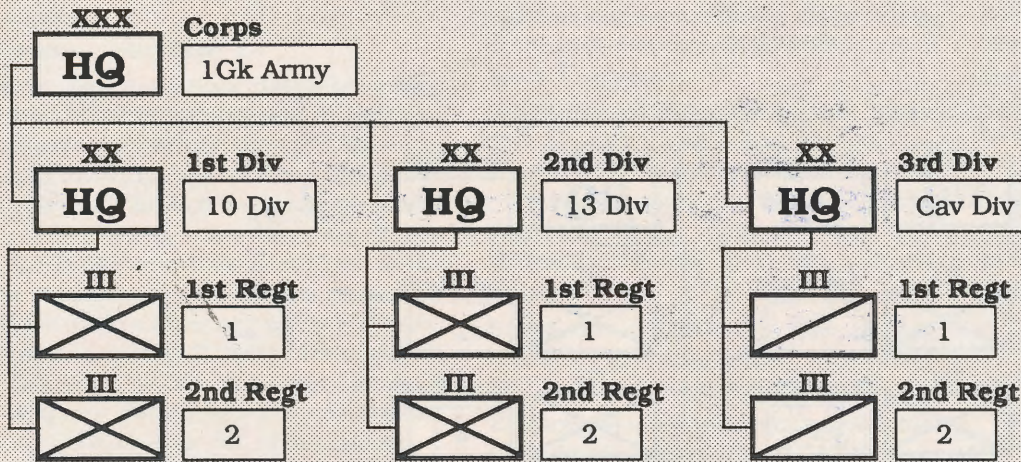 XXX
Corps
HQ
1Gk Army
XX
1st Div
HQ
10 Div
XX
2nd Div
HQ
13 Div
XX
3rd Div
HQ
Cav Div
III
1st Regt
1
III
1st Regt
1
III
1st Regt
1
III
2nd Regt
2
III
2nd Regt
2
III
2nd Regt
2